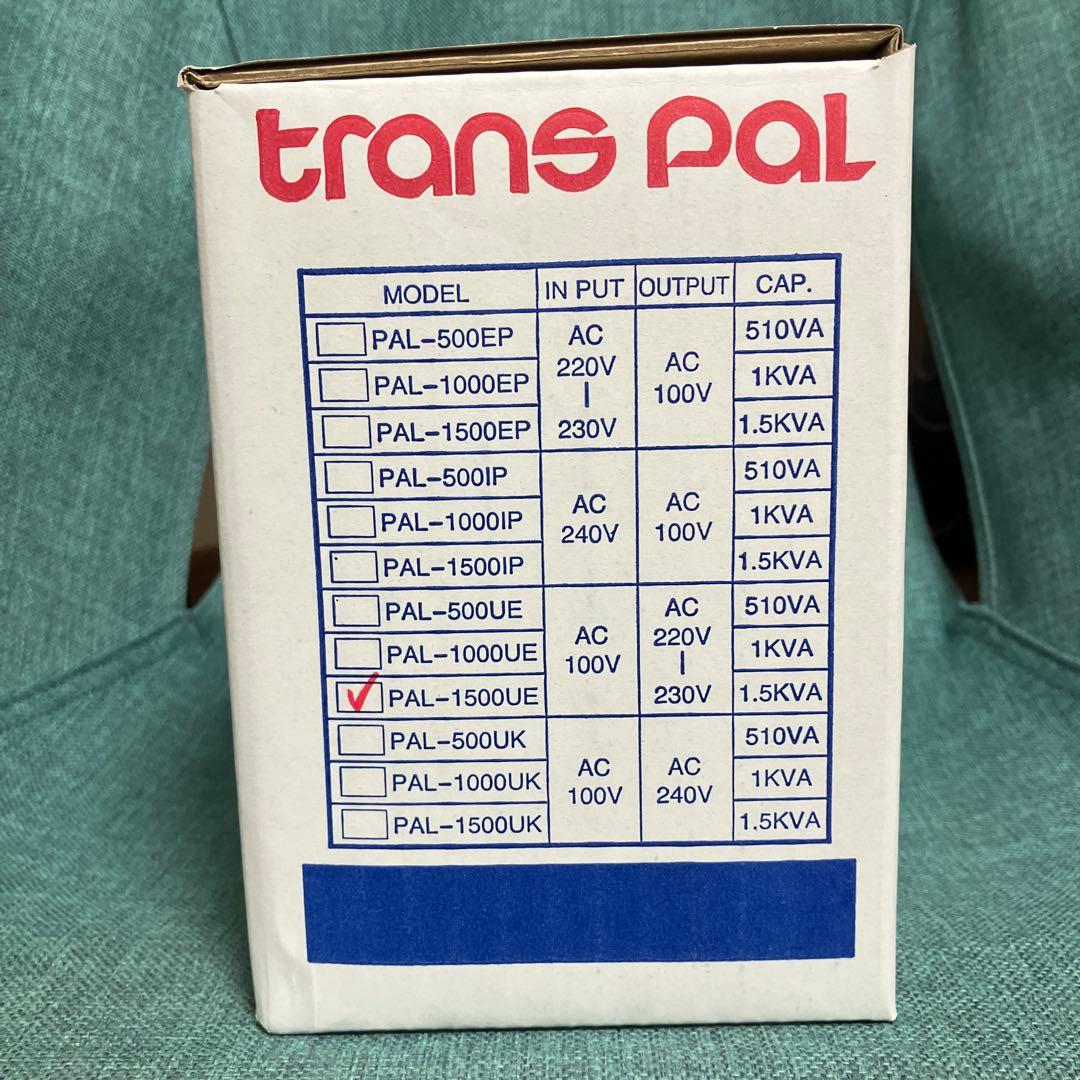 trans pal
MODEL IN PUT OUTPUT CAP.
PAL-500EP AC 220V | 230V AC 100V 510VA
PAL-1000EP 1KVA
PAL-1500EP 1.5KVA
PAL-500IP AC 240V AC 100V 510VA
PAL-1000IP 1KVA
PAL-1500IP 1.5KVA
PAL-500UE AC 100V AC 220V | 230V 510VA
PAL-1000UE 1KVA
✓ PAL-1500UE 1.5KVA
PAL-500UK AC 100V AC 240V 510VA
PAL-1000UK 1KVA
PAL-1500UK 1.5KVA